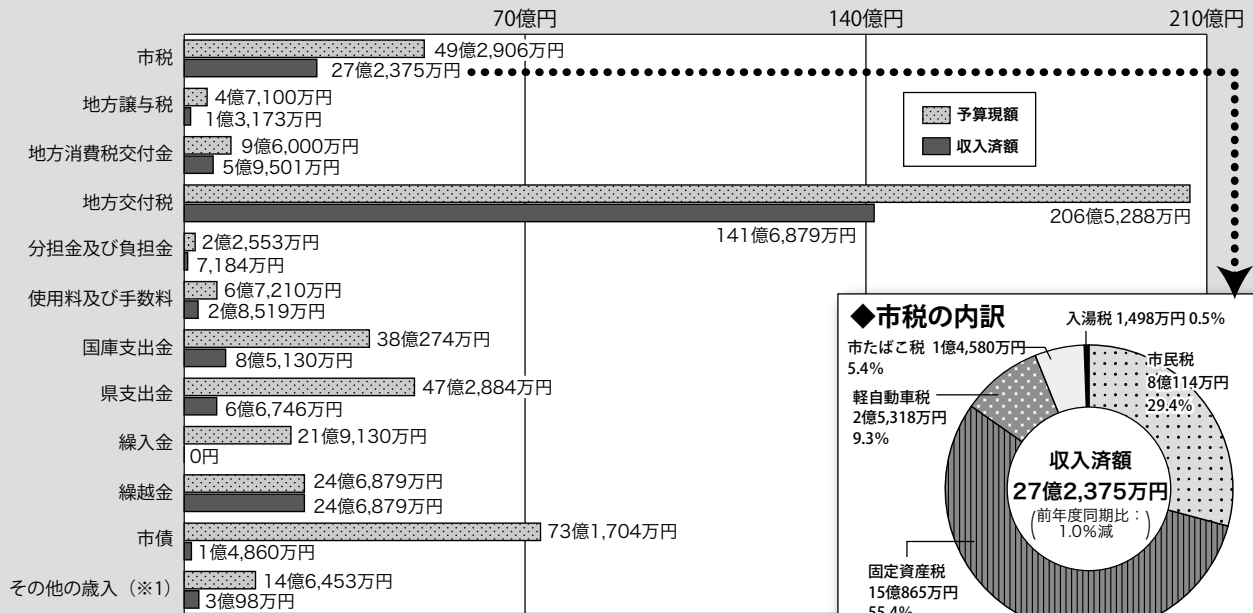 70億円 140億円 210億円
市税
49億2,906万円
27億2,375万円
地方譲与税
4億7,100万円
1億3,173万円
地方消費税交付金
9億6,000万円
5億9,501万円
地方交付税
206億5,288万円
141億6,879万円
分担金及び負担金
2億2,553万円
7,184万円
使用料及び手数料
6億7,210万円
2億8,519万円
国庫支出金
38億274万円
8億5,130万円
県支出金
47億2,884万円
6億6,746万円
繰入金
21億9,130万円
0円
繰越金
24億6,879万円
24億6,879万円
市債
73億1,704万円
1億4,860万円
その他の歳入（※1）
14億6,453万円
3億98万円
予算現額
収入済額
◆市税の内訳
入湯税 1,498万円 0.5%
市たばこ税 1億4,580万円
5.4%
市民税
8億114万円
29.4%
軽自動車税
2億5,318万円
9.3%
収入済額
27億2,375万円
(前年度同期比：
1.0%減)
固定資産税
15億865万円
55.4%